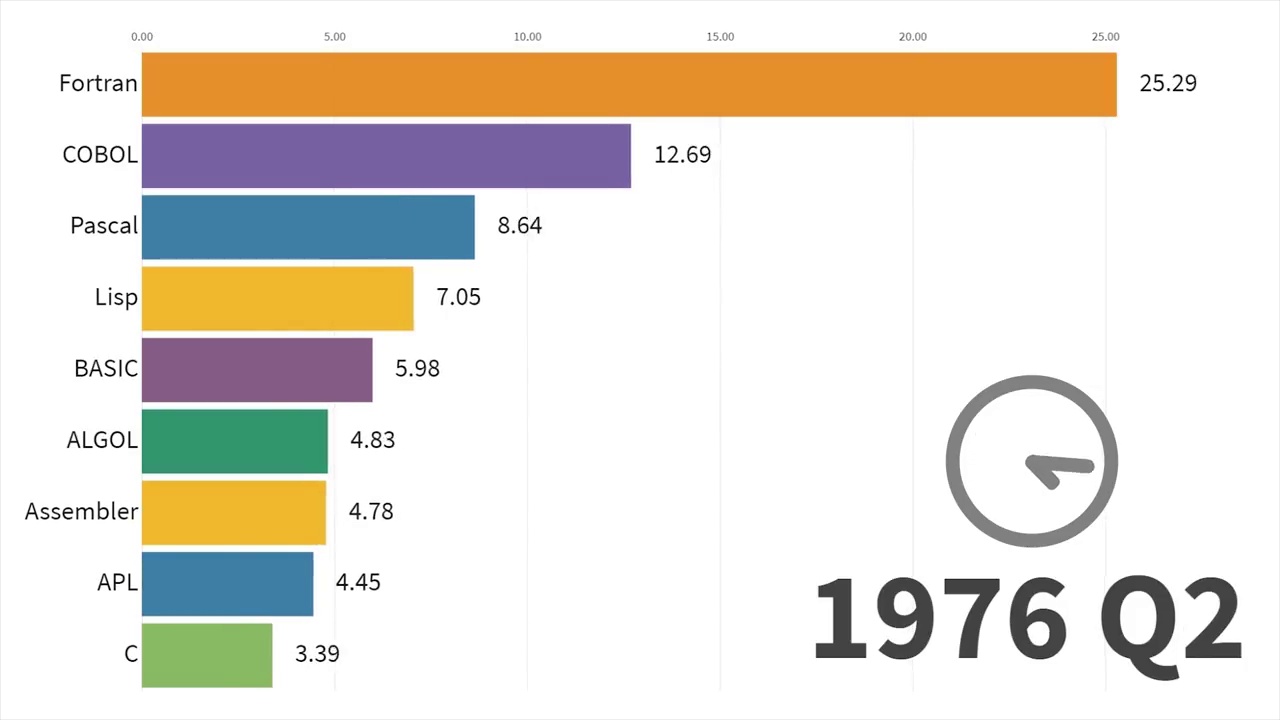 0.00 5.00 10.00 15.00 20.00 25.00
Fortran 25.29
COBOL 12.69
Pascal 8.64
Lisp 7.05
BASIC 5.98
ALGOL 4.83
Assembler 4.78
APL 4.45
C 3.39
1976 Q2